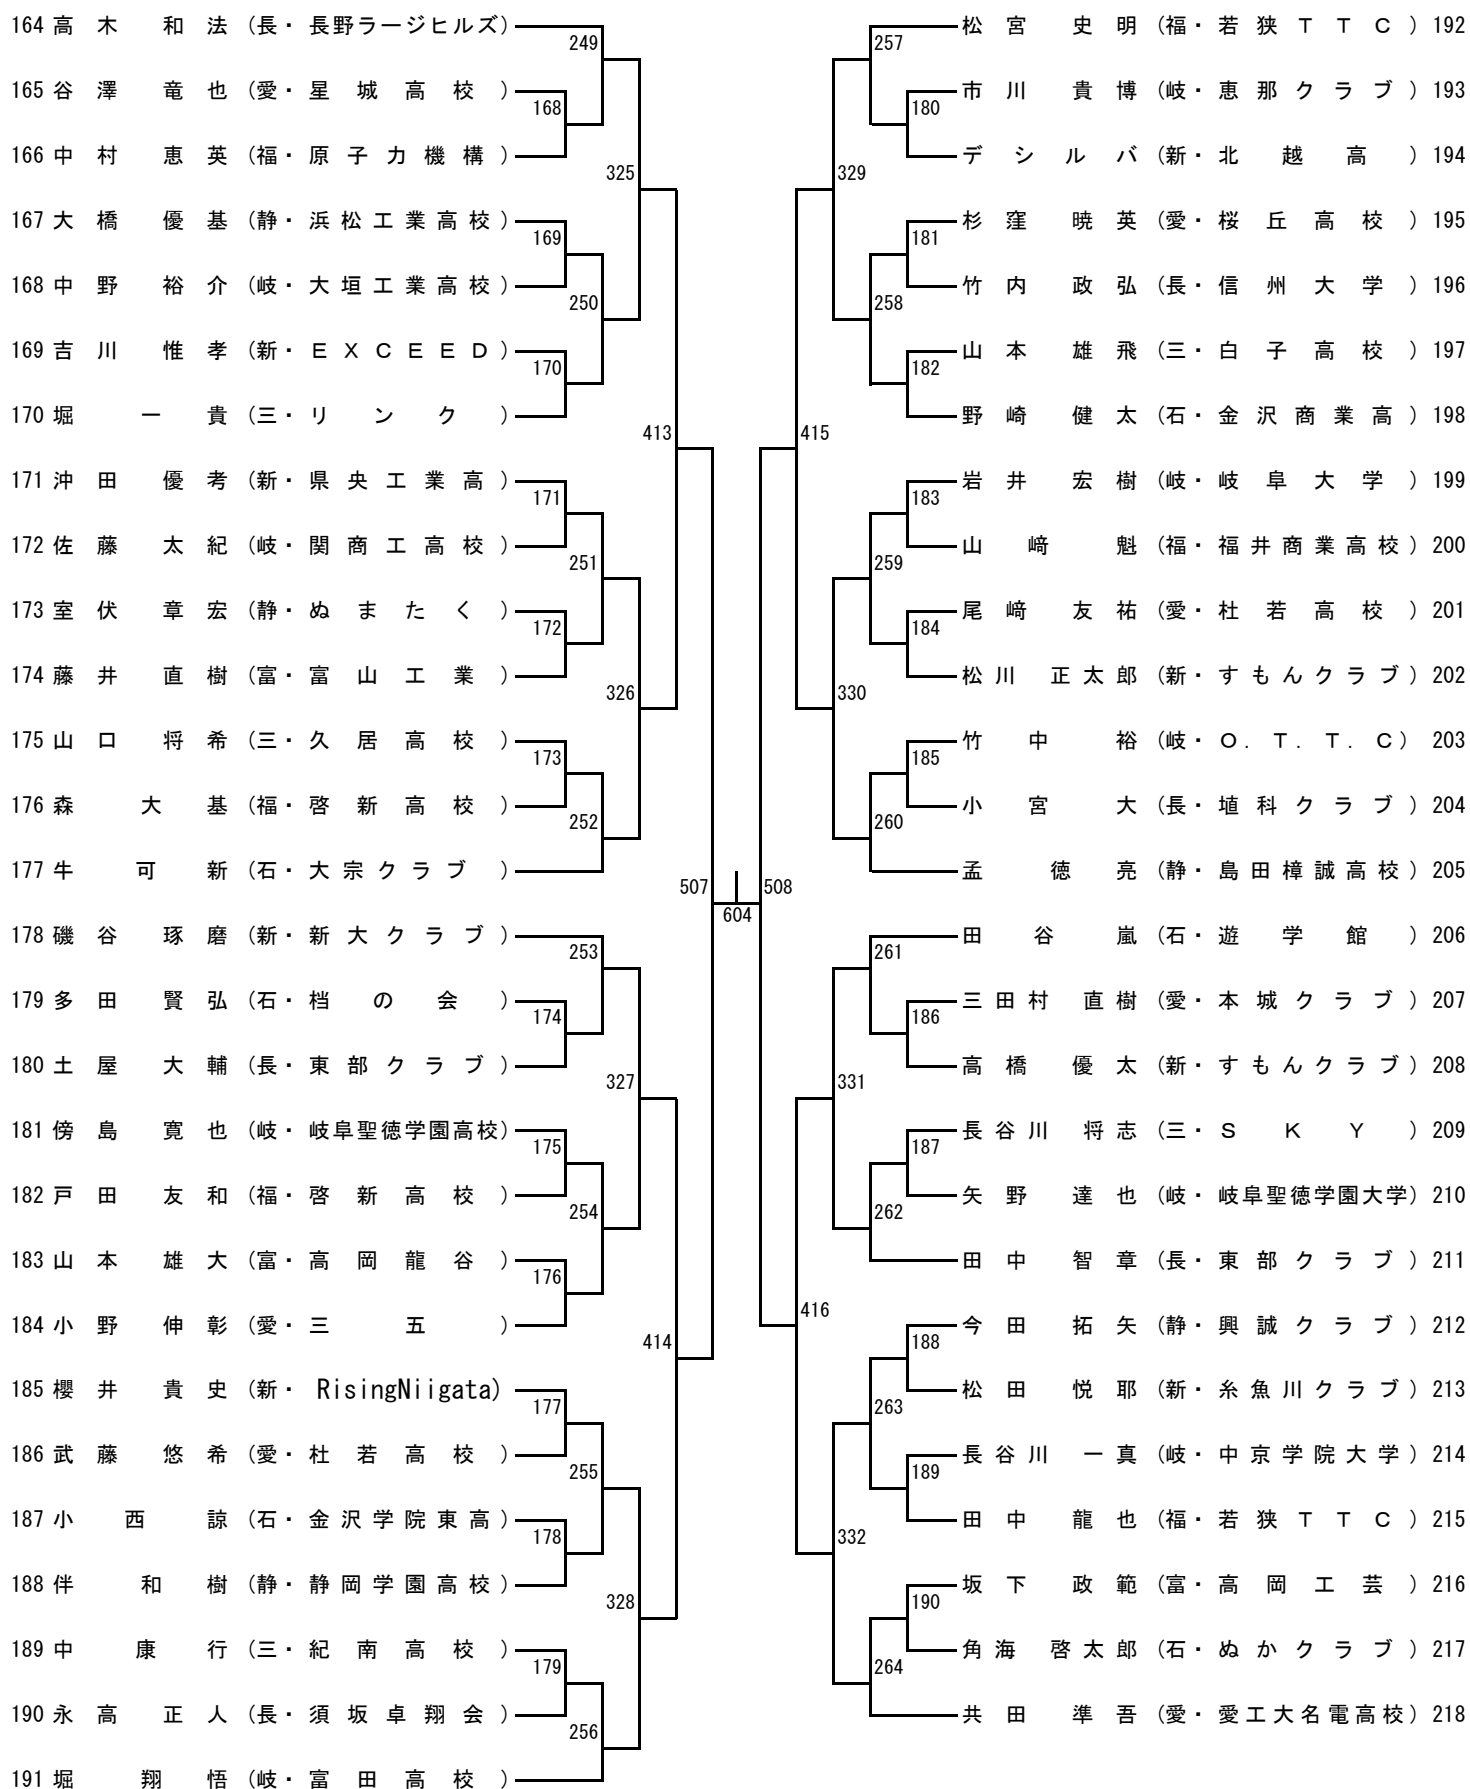 164 高木 和法 (長・長野ラージヒルズ)
249
165 谷澤 竜也 (愛・星城高校)
168
166 中村 恵英 (福・原子力機構)
325
167 大橋 優基 (静・浜松工業高校)
169
168 中野 裕介 (岐・大垣工業高校)
250
169 吉川 惟孝 (新・EXCEED)
170
170 堀 一貴 (三・リンク)
413
171 沖田 優考 (新・県央工業高)
171
172 佐藤 太紀 (岐・関商工高校)
251
173 室伏 章宏 (静・ぬまたく)
172
174 藤井 直樹 (富・富山工業)
326
175 山口 将希 (三・久居高校)
173
176 森 大基 (福・啓新高校)
252
177 牛 可新 (石・大宗クラブ)
507
178 磯谷 琢磨 (新・新大クラブ)
253
179 多田 賢弘 (石・档の会)
174
180 土屋 大輔 (長・東部クラブ)
327
181 傍島 寛也 (岐・岐阜聖徳学園高校)
175
182 戸田 友和 (福・啓新高校)
254
183 山本 雄大 (富・高岡龍谷)
176
184 小野 伸彰 (愛・三五)
414
185 櫻井 貴史 (新・RisingNiigata)
177
186 武藤 悠希 (愛・杜若高校)
255
187 小西 諒 (石・金沢学院東高)
178
188 伴 和樹 (静・静岡学園高校)
328
189 中 康行 (三・紀南高校)
179
190 永高 正人 (長・須坂卓翔会)
256
191 堀 翔悟 (岐・富田高校)
604
松宮 史明 (福・若狭TTC) 192
257
市川 貴博 (岐・恵那クラブ) 193
180
デシルバ (新・北越高) 194
329
杉窪 暁英 (愛・桜丘高校) 195
181
竹内 政弘 (長・信州大学) 196
258
山本 雄飛 (三・白子高校) 197
182
野崎 健太 (石・金沢商業高) 198
415
岩井 宏樹 (岐・岐阜大学) 199
183
山﨑 魁 (福・福井商業高校) 200
259
尾﨑 友祐 (愛・杜若高校) 201
184
松川 正太郎 (新・すもんクラブ) 202
330
竹中 裕 (岐・O.T.T.C) 203
185
小宮 大 (長・埴科クラブ) 204
260
孟 徳亮 (静・島田樟誠高校) 205
508
田谷 嵐 (石・遊学館) 206
261
三田村 直樹 (愛・本城クラブ) 207
186
高橋 優太 (新・すもんクラブ) 208
331
長谷川 将志 (三・SKY) 209
187
矢野 達也 (岐・岐阜聖徳学園大学) 210
262
田中 智章 (長・東部クラブ) 211
416
今田 拓矢 (静・興誠クラブ) 212
188
松田 悦耶 (新・糸魚川クラブ) 213
263
長谷川 一真 (岐・中京学院大学) 214
189
田中 龍也 (福・若狭TTC) 215
332
坂下 政範 (富・高岡工芸) 216
190
角海 啓太郎 (石・ぬかクラブ) 217
264
共田 準吾 (愛・愛工大名電高校) 218